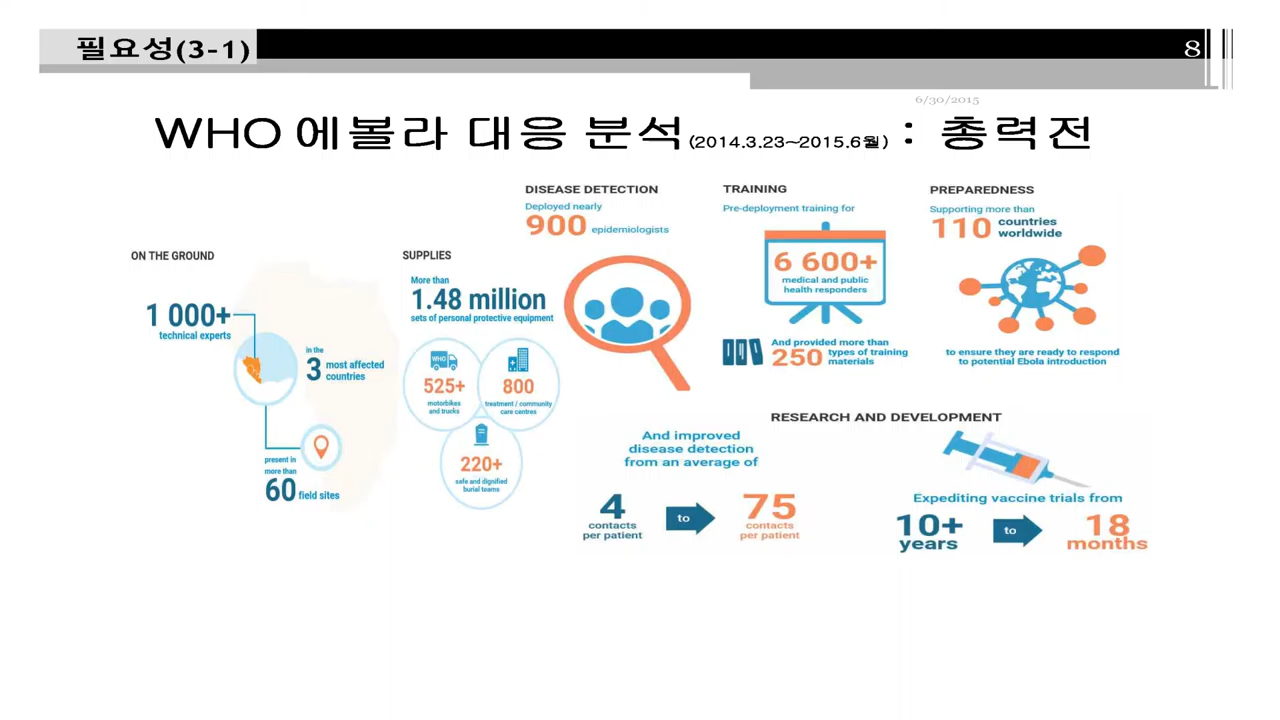 필요성(3-1)
8
6/30/2015
WHO 에볼라 대응 분석(2014.3.23~2015.6월) : 총력전
ON THE GROUND
1 000+
technical experts
in the
3 most affected
countries
present in
more than
60 field sites
SUPPLIES
More than
1.48 million
sets of personal protective equipment
WHO
525+
motorbikes
and trucks
800
treatment / community
care centres
220+
safe and dignified
burial teams
DISEASE DETECTION
Deployed nearly
900 epidemiologists
And improved
disease detection
from an average of
4
contacts
per patient
to
75
contacts
per patient
TRAINING
Pre-deployment training for
6 600+
medical and public
health responders
And provided more than
250 types of training
materials
PREPAREDNESS
Supporting more than
110 countries
worldwide
to ensure they are ready to respond
to potential Ebola introduction
RESEARCH AND DEVELOPMENT
Expediting vaccine trials from
10+
years
to
18
months